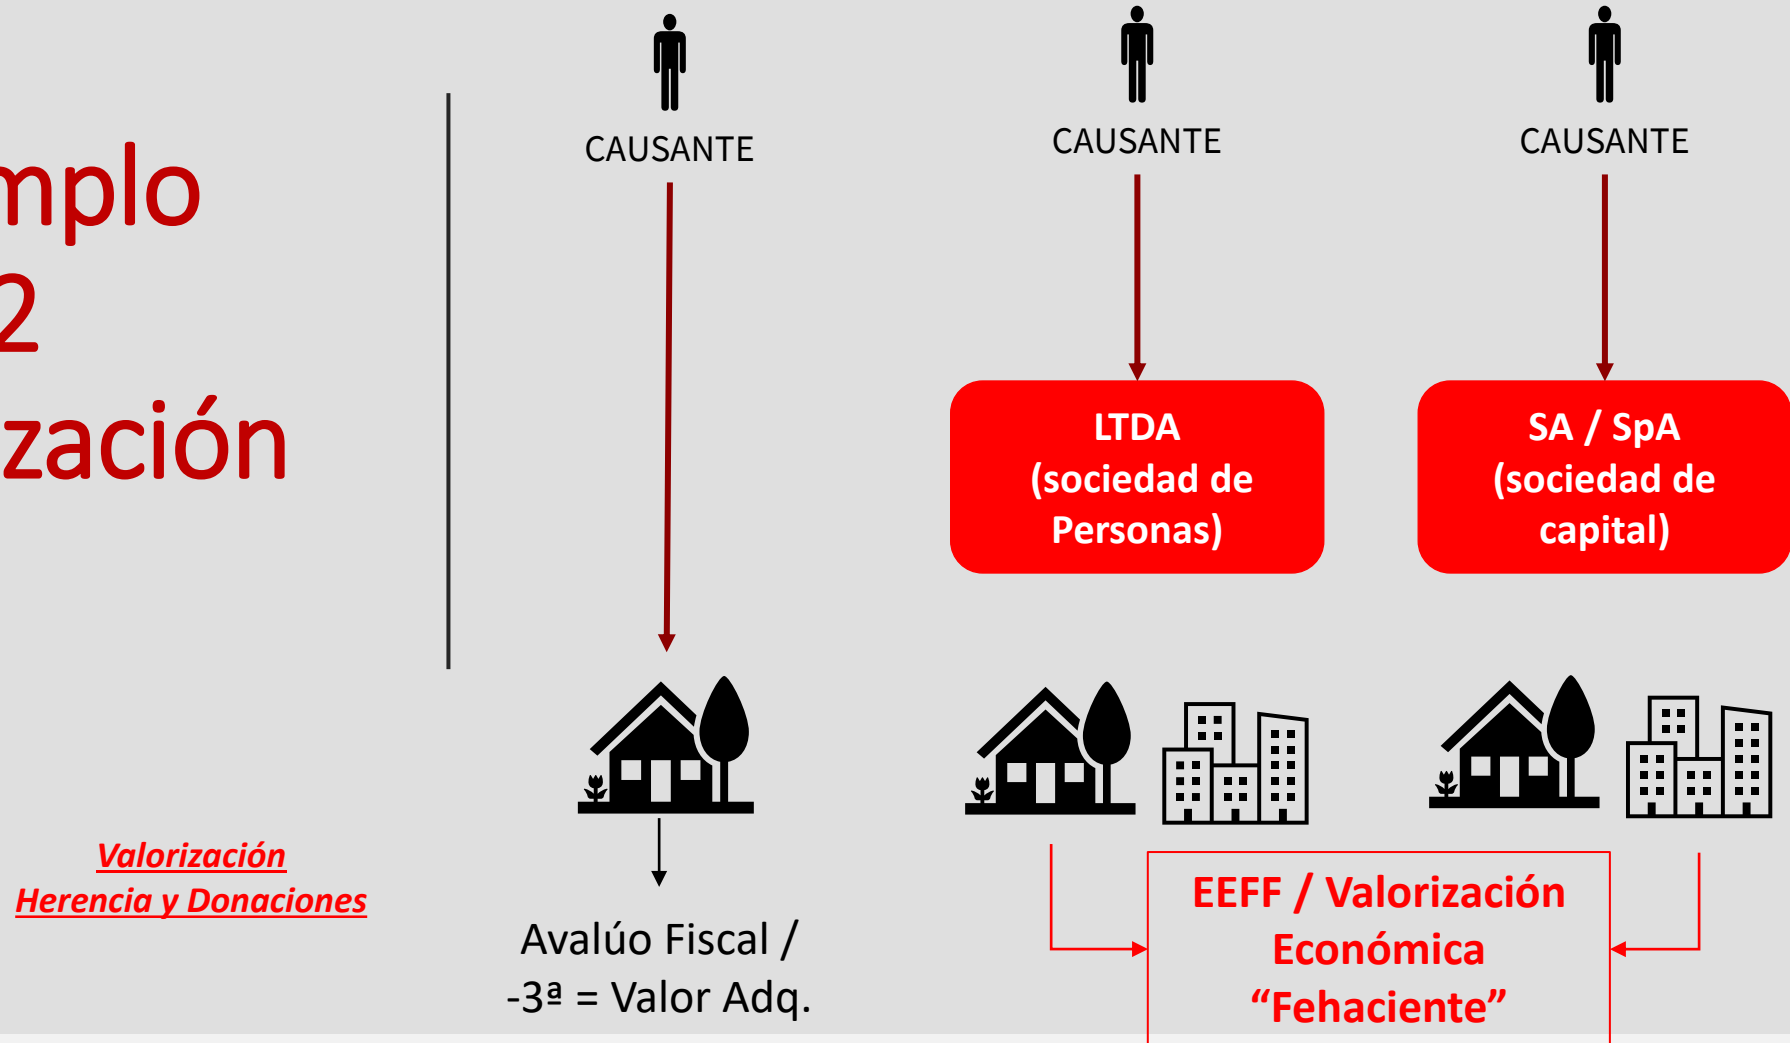 mplo
2
zación
Valorización
Herencia y Donaciones
CAUSANTE
Avalúo Fiscal /
-3ª = Valor Adq.
CAUSANTE
LTDA
(sociedad de
Personas)
CAUSANTE
SA / SpA
(sociedad de
capital)
EEFF / Valorización
Económica
“Fehaciente”